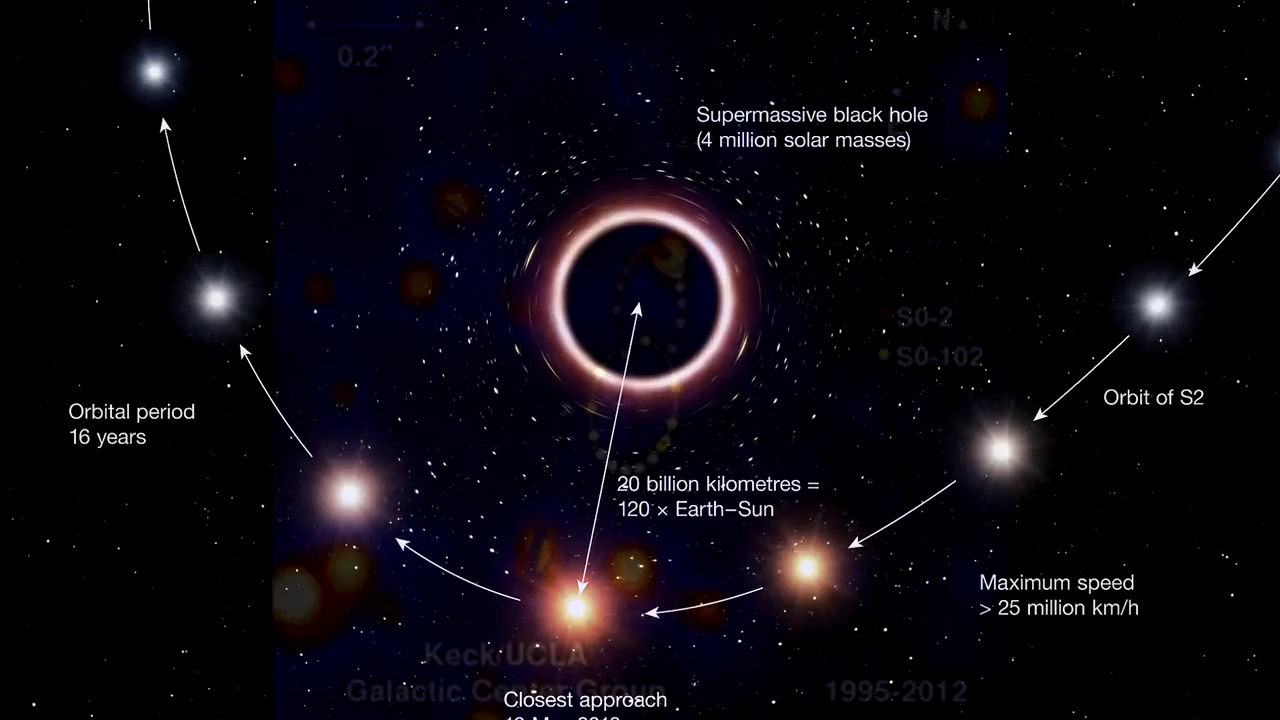 0.2″
N
Supermassive black hole
(4 million solar masses)
S0-2
S0-102
Orbit of S2
Orbital period
16 years
20 billion kilometres =
120 × Earth–Sun
Maximum speed
> 25 million km/h
Keck/UCLA
Galactic Center Group
1995-2012
Closest approach